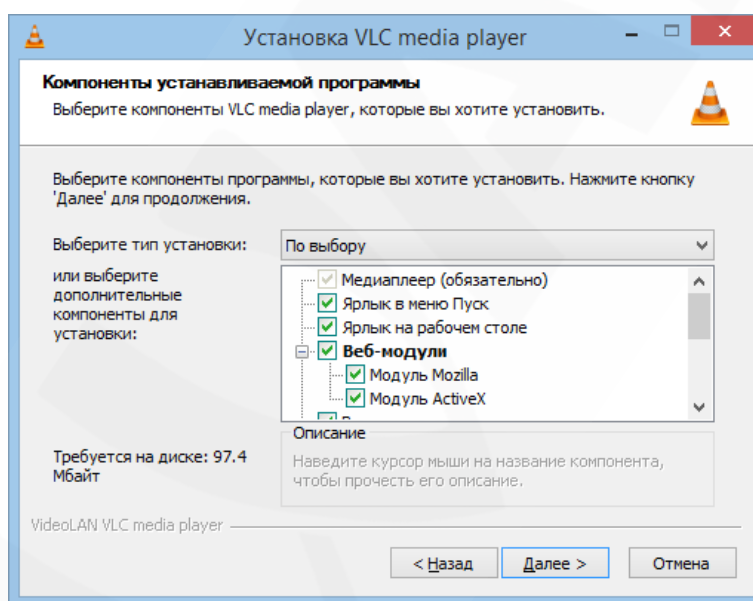 Установка VLC media player
Компоненты устанавливаемой программы
Выберите компоненты VLC media player, которые вы хотите установить.
Выберите компоненты программы, которые вы хотите установить. Нажмите кнопку
'Далее' для продолжения.
Выберите тип установки:
По выбору
или выберите
дополнительные
компоненты для
установки:
Медиаплеер (обязательно)
Ярлык в меню Пуск
Ярлык на рабочем столе
Веб-модули
Модуль Mozilla
Модуль ActiveX
Требуется на диске: 97.4
Мбайт
Описание
Наведите курсор мыши на название компонента,
чтобы прочесть его описание.
VideoLAN VLC media player
< Назад
Далее >
Отмена